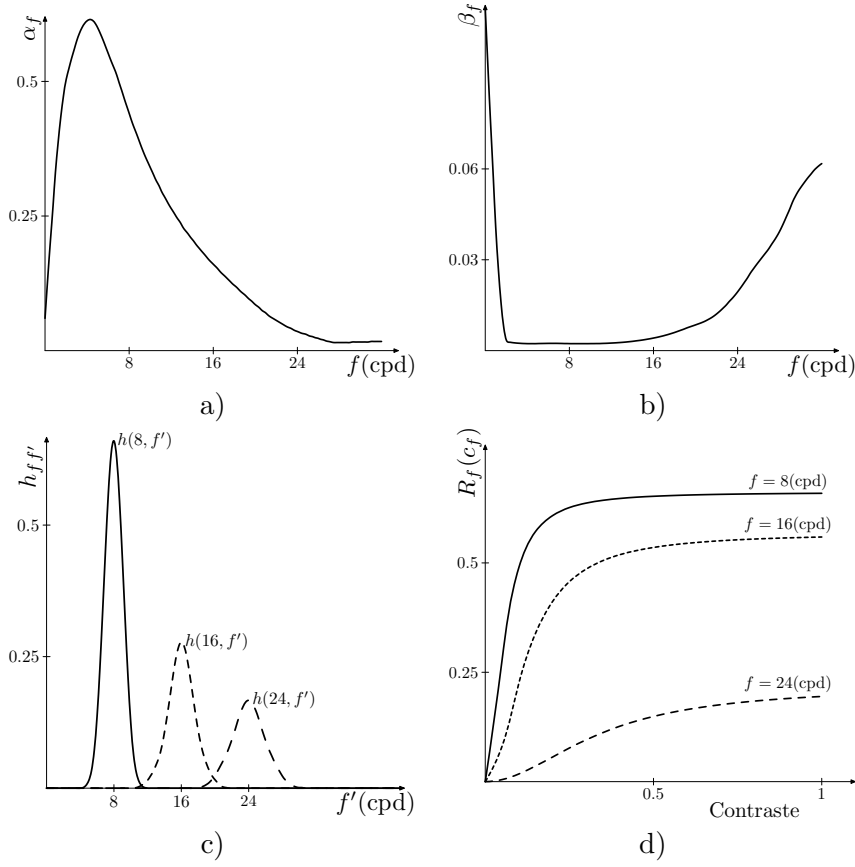 α_f
0.5
0.25
8 16 24
f(cpd)
a)
β_f
0.06
0.03
8 16 24
f(cpd)
b)
h_{ff'}
h(8, f')
0.5
h(16, f')
0.25
h(24, f')
8 16 24
f'(cpd)
c)
R_f(c_f)
f = 8(cpd)
f = 16(cpd)
0.5
0.25
f = 24(cpd)
0.5 1
Contraste
d)